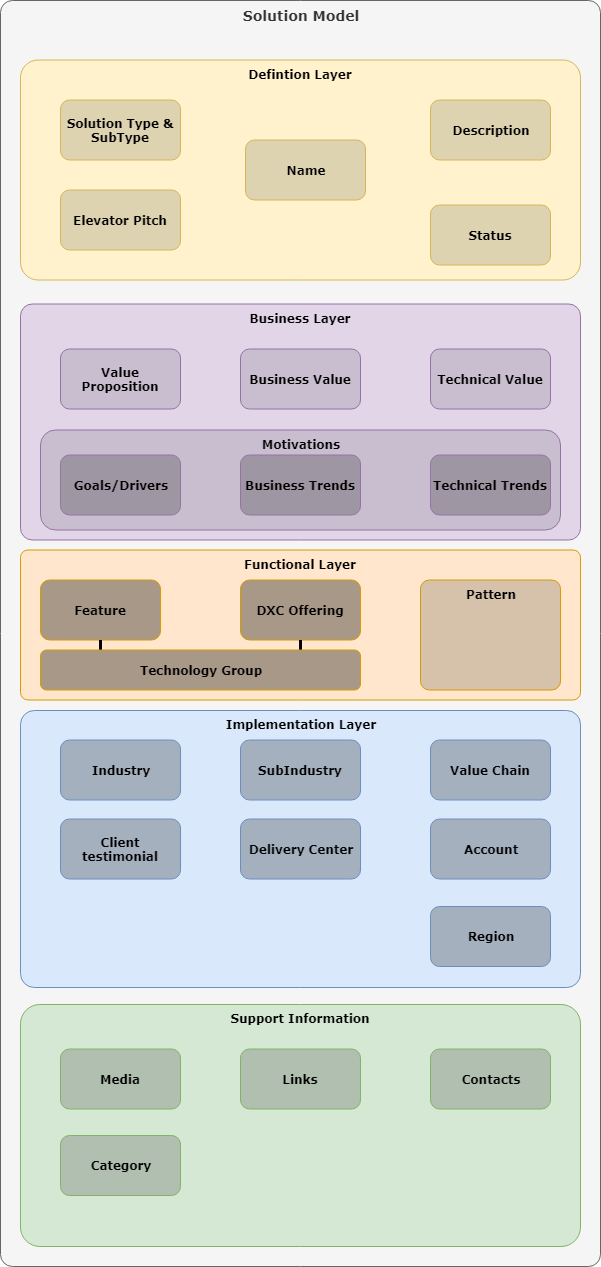 Solution Model
Defintion Layer
Solution Type &
SubType
Name
Description
Elevator Pitch
Status
Business Layer
Value
Proposition
Business Value
Technical Value
Motivations
Goals/Drivers
Business Trends
Technical Trends
Functional Layer
Feature
DXC Offering
Pattern
Technology Group
Implementation Layer
Industry
SubIndustry
Value Chain
Client
testimonial
Delivery Center
Account
Region
Support Information
Media
Links
Contacts
Category